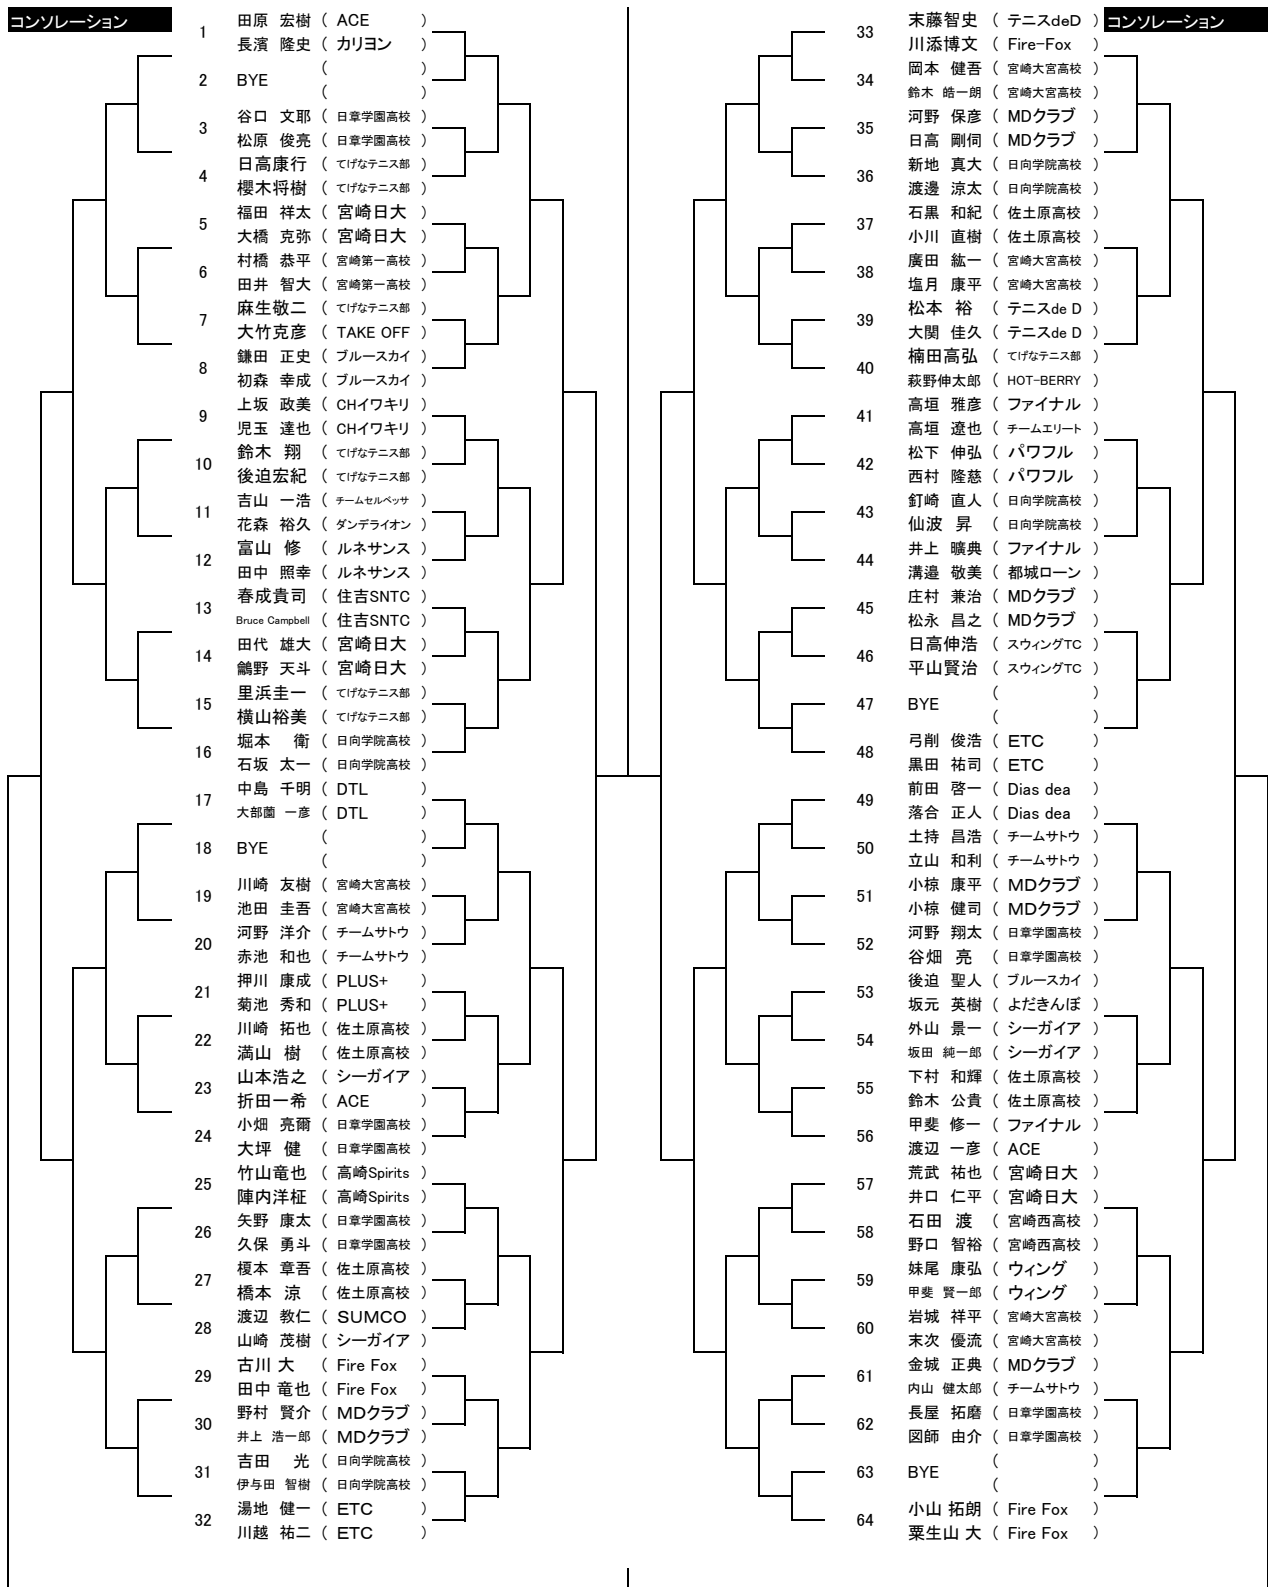 コンソレーション
1 田原 宏樹 ( ACE )
長濱 隆史 ( カリヨン )
2 BYE ( )
( )
3 谷口 文耶 ( 日章学園高校 )
松原 俊亮 ( 日章学園高校 )
4 日高康行 ( てげなテニス部 )
櫻木将樹 ( てげなテニス部 )
5 福田 祥太 ( 宮崎日大 )
大橋 克弥 ( 宮崎日大 )
6 村橋 恭平 ( 宮崎第一高校 )
田井 智大 ( 宮崎第一高校 )
7 麻生敬二 ( てげなテニス部 )
大竹克彦 ( TAKE OFF )
8 鎌田 正史 ( ブルースカイ )
初森 幸成 ( ブルースカイ )
9 上坂 政美 ( CHイワキリ )
児玉 達也 ( CHイワキリ )
10 鈴木 翔 ( てげなテニス部 )
後迫宏紀 ( てげなテニス部 )
11 吉山 一浩 ( チームセルベッサ )
花森 裕久 ( ダンデライオン )
12 富山 修 ( ルネサンス )
田中 照幸 ( ルネサンス )
13 春成貴司 ( 住吉SNTC )
Bruce Campbell ( 住吉SNTC )
14 田代 雄大 ( 宮崎日大 )
鶴野 天斗 ( 宮崎日大 )
15 里浜圭一 ( てげなテニス部 )
横山裕美 ( てげなテニス部 )
16 堀本 衛 ( 日向学院高校 )
石坂 太一 ( 日向学院高校 )
17 中島 千明 ( DTL )
大部薗 一彦 ( DTL )
18 BYE ( )
( )
19 川崎 友樹 ( 宮崎大宮高校 )
池田 圭吾 ( 宮崎大宮高校 )
20 河野 洋介 ( チームサトウ )
赤池 和也 ( チームサトウ )
21 押川 康成 ( PLUS+ )
菊池 秀和 ( PLUS+ )
22 川崎 拓也 ( 佐土原高校 )
満山 樹 ( 佐土原高校 )
23 山本浩之 ( シーガイア )
折田一希 ( ACE )
24 小畑 亮爾 ( 日章学園高校 )
大坪 健 ( 日章学園高校 )
25 竹山竜也 ( 高崎Spirits )
陣内洋柾 ( 高崎Spirits )
26 矢野 康太 ( 日章学園高校 )
久保 勇斗 ( 日章学園高校 )
27 榎本 章吾 ( 佐土原高校 )
橋本 涼 ( 佐土原高校 )
28 渡辺 教仁 ( SUMCO )
山崎 茂樹 ( シーガイア )
29 古川 大 ( Fire Fox )
田中 竜也 ( Fire Fox )
30 野村 賢介 ( MDクラブ )
井上 浩一郎 ( MDクラブ )
31 吉田 光 ( 日向学院高校 )
伊与田 智樹 ( 日向学院高校 )
32 湯地 健一 ( ETC )
川越 祐二 ( ETC )
コンソレーション
33 末藤智史 ( テニスdeD )
川添博文 ( Fire-Fox )
34 岡本 健吾 ( 宮崎大宮高校 )
鈴木 皓一朗 ( 宮崎大宮高校 )
35 河野 保彦 ( MDクラブ )
日高 剛伺 ( MDクラブ )
36 新地 真大 ( 日向学院高校 )
渡邊 涼太 ( 日向学院高校 )
37 石黒 和紀 ( 佐土原高校 )
小川 直樹 ( 佐土原高校 )
38 廣田 紘一 ( 宮崎大宮高校 )
塩月 康平 ( 宮崎大宮高校 )
39 松本 裕 ( テニスde D )
大関 佳久 ( テニスde D )
40 楠田高弘 ( てげなテニス部 )
萩野伸太郎 ( HOT-BERRY )
41 高垣 雅彦 ( ファイナル )
高垣 遼也 ( チームエリート )
42 松下 伸弘 ( パワフル )
西村 隆慈 ( パワフル )
43 釘崎 直人 ( 日向学院高校 )
仙波 昇 ( 日向学院高校 )
44 井上 曠典 ( ファイナル )
溝邉 敬美 ( 都城ローン )
45 庄村 兼治 ( MDクラブ )
松永 昌之 ( MDクラブ )
46 日高伸浩 ( スウィングTC )
平山賢治 ( スウィングTC )
47 BYE ( )
( )
48 弓削 俊浩 ( ETC )
黒田 祐司 ( ETC )
49 前田 啓一 ( Dias dea )
落合 正人 ( Dias dea )
50 土持 昌浩 ( チームサトウ )
立山 和利 ( チームサトウ )
51 小椋 康平 ( MDクラブ )
小椋 健司 ( MDクラブ )
52 河野 翔太 ( 日章学園高校 )
谷畑 亮 ( 日章学園高校 )
53 後迫 聖人 ( ブルースカイ )
坂元 英樹 ( よだきんぼ )
54 外山 景一 ( シーガイア )
坂田 純一郎 ( シーガイア )
55 下村 和輝 ( 佐土原高校 )
鈴木 公貴 ( 佐土原高校 )
56 甲斐 修一 ( ファイナル )
渡辺 一彦 ( ACE )
57 荒武 祐也 ( 宮崎日大 )
井口 仁平 ( 宮崎日大 )
58 石田 渡 ( 宮崎西高校 )
野口 智裕 ( 宮崎西高校 )
59 妹尾 康弘 ( ウィング )
甲斐 賢一郎 ( ウィング )
60 岩城 祥平 ( 宮崎大宮高校 )
末次 優流 ( 宮崎大宮高校 )
61 金城 正典 ( MDクラブ )
内山 健太郎 ( チームサトウ )
62 長屋 拓磨 ( 日章学園高校 )
図師 由介 ( 日章学園高校 )
63 BYE ( )
( )
64 小山 拓朗 ( Fire Fox )
粟生山 大 ( Fire Fox )